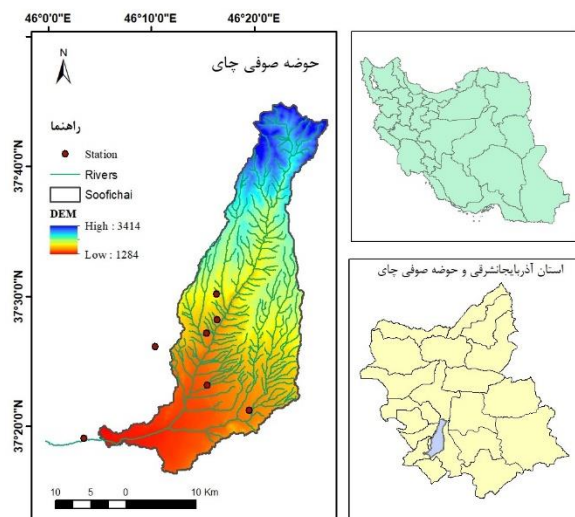 46°0'0"E 46°10'0"E 46°20'0"E
N
حوضه صوفی چای
راهنما
Station
Rivers
Soofichai
DEM
High : 3414
Low : 1284
37°40'0"N
37°30'0"N
37°20'0"N
10 5 0 10 Km
استان آذربایجانشرقی و حوضه صوفی چای